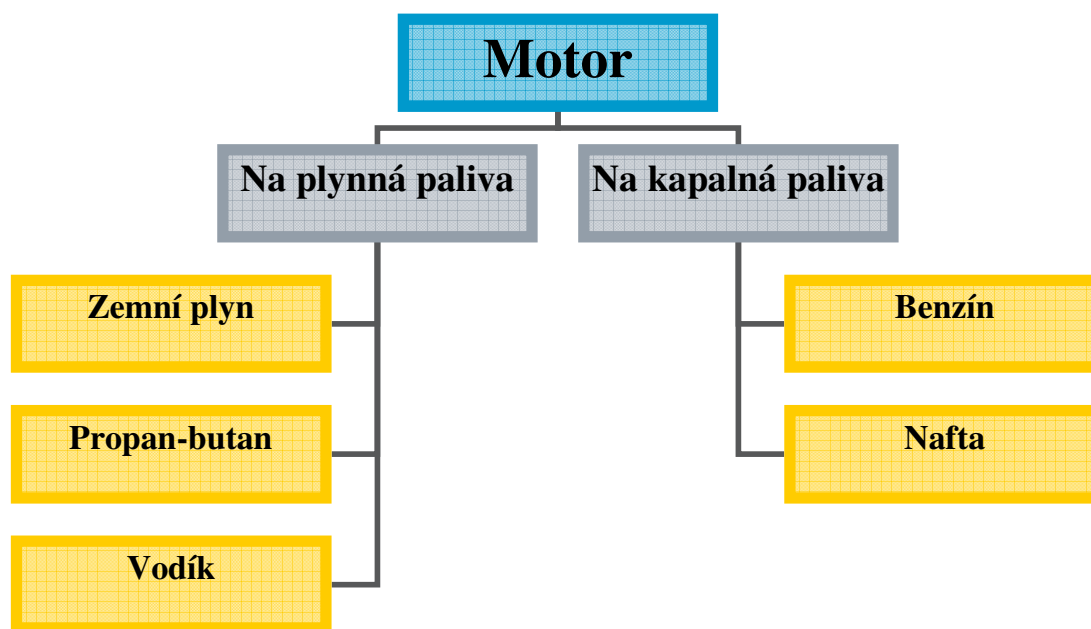 Motor
Na plynná paliva
Na kapalná paliva
Zemní plyn
Benzín
Propan-butan
Nafta
Vodík